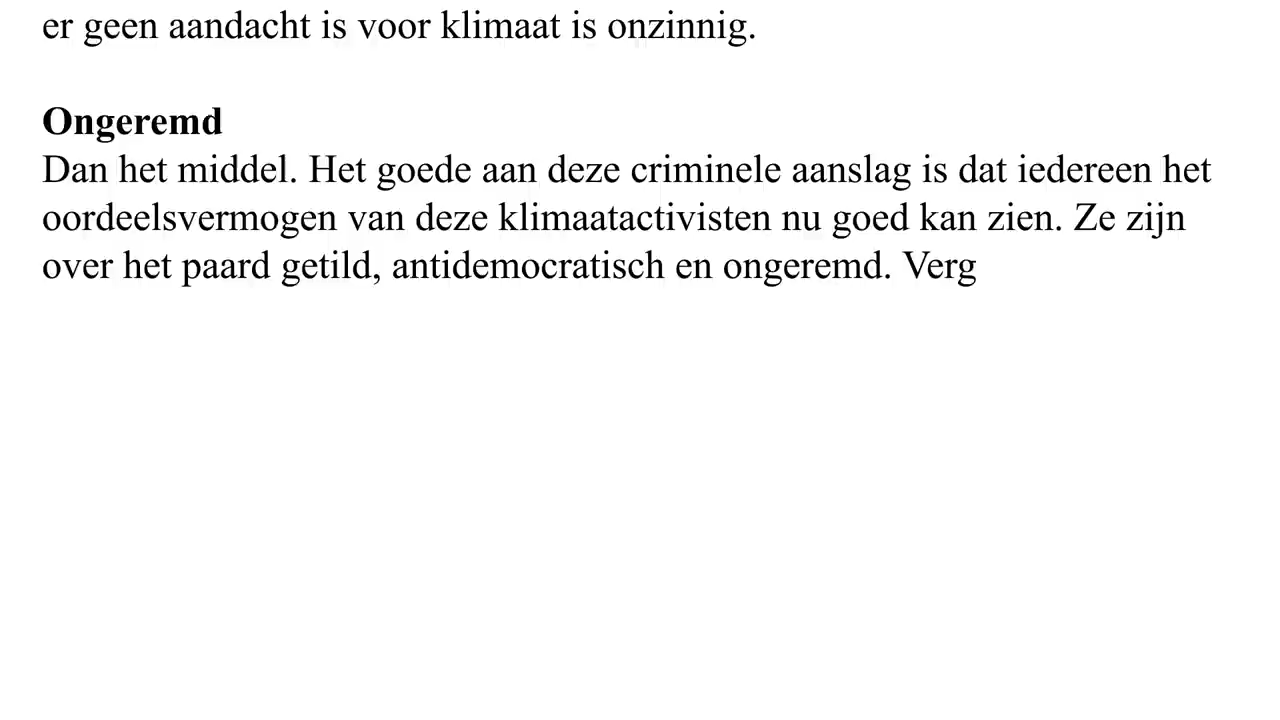 er geen aandacht is voor klimaat is onzinnig.
Ongeremd
Dan het middel. Het goede aan deze criminele aanslag is dat iedereen het
oordeelsvermogen van deze klimaatactivisten nu goed kan zien. Ze zijn
over het paard getild, antidemocratisch en ongeremd. Verg